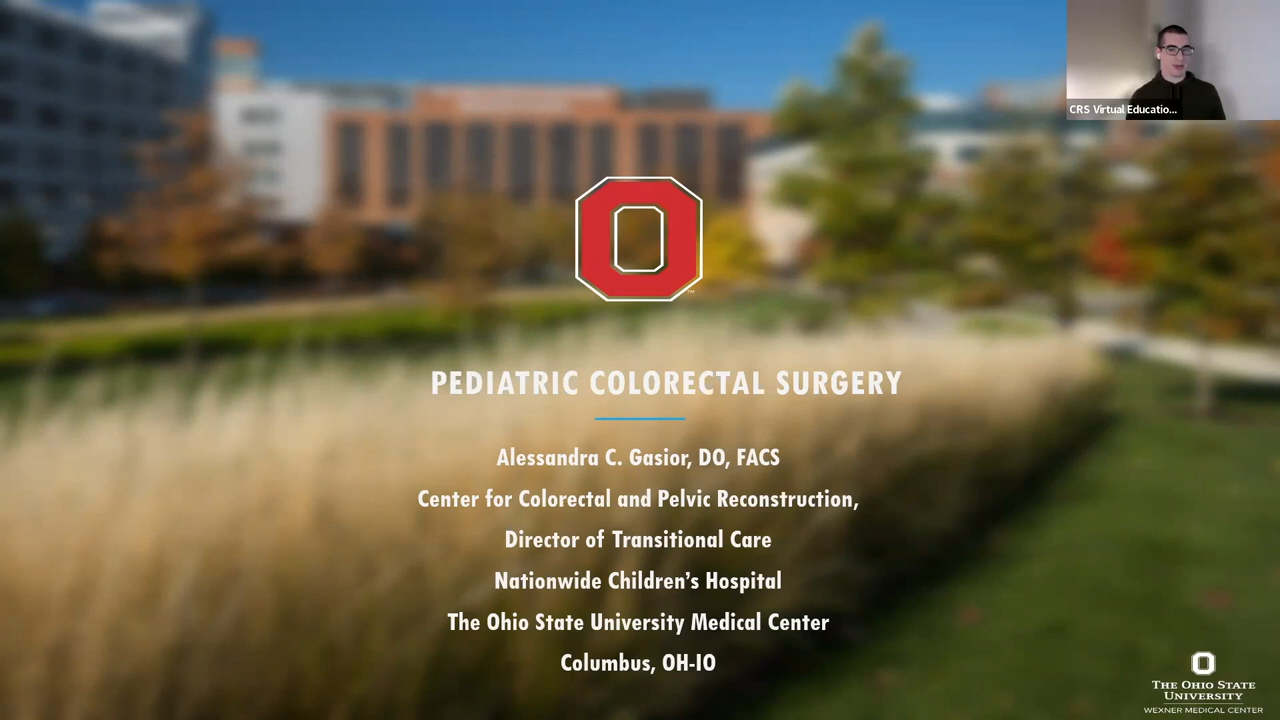 CRS Virtual Educatio...
O
™
PEDIATRIC COLORECTAL SURGERY
Alessandra C. Gasior, DO, FACS
Center for Colorectal and Pelvic Reconstruction,
Director of Transitional Care
Nationwide Children's Hospital
The Ohio State University Medical Center
Columbus, OH-IO
O
THE OHIO STATE
UNIVERSITY
WEXNER MEDICAL CENTER